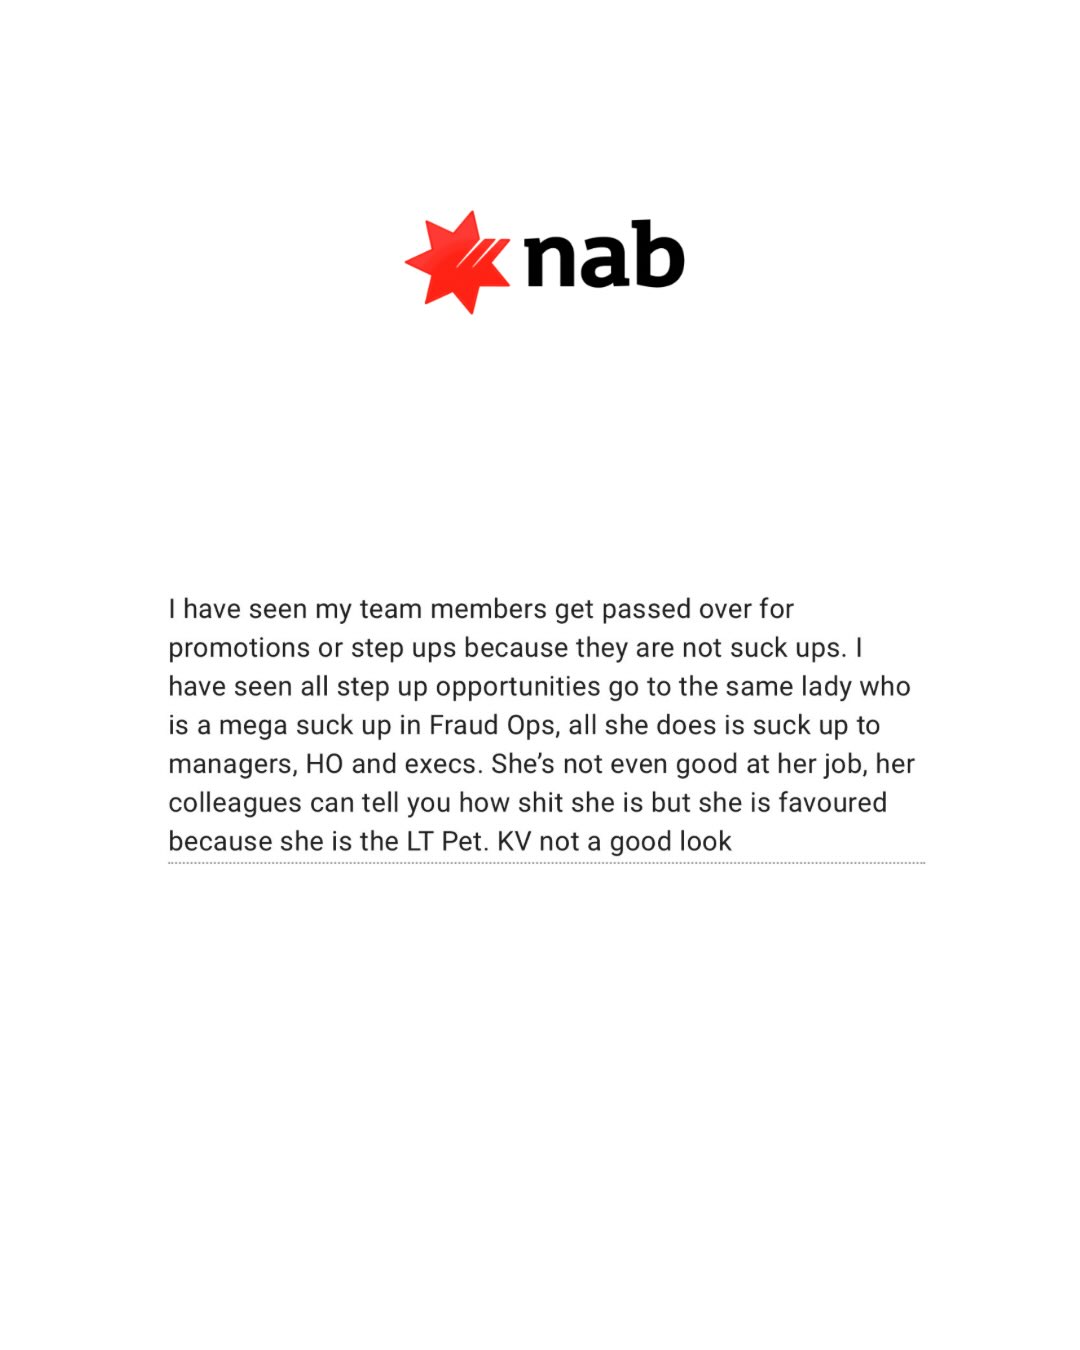 nab
I have seen my team members get passed over for
promotions or step ups because they are not suck ups. I
have seen all step up opportunities go to the same lady who
is a mega suck up in Fraud Ops, all she does is suck up to
managers, HO and execs. She’s not even good at her job, her
colleagues can tell you how shit she is but she is favoured
because she is the LT Pet. KV not a good look